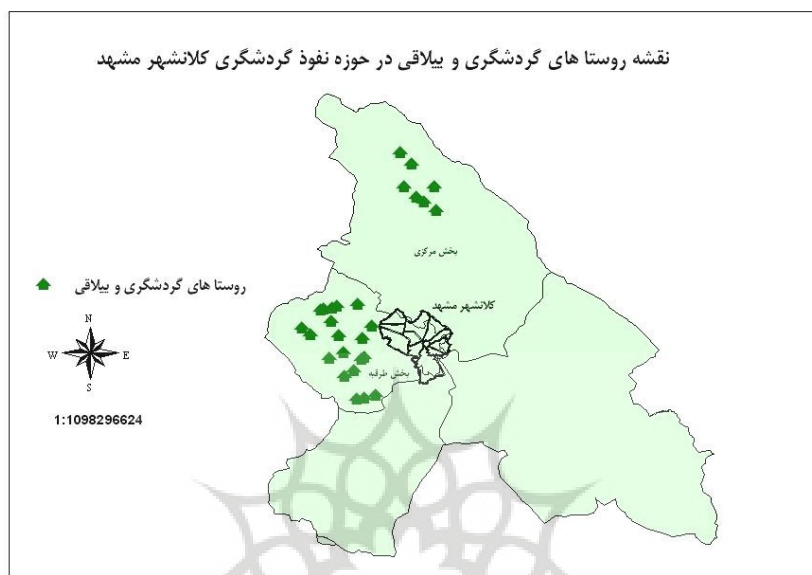 نقشه روستا های گردشگری و ییلاقی در حوزه نفوذ گردشگری کلانشهر مشهد
بخش مرکزی
روستا های گردشگری و ییلاقی
کلانشهر مشهد
N
W
E
S
بخش طرقبه
1:1098296624